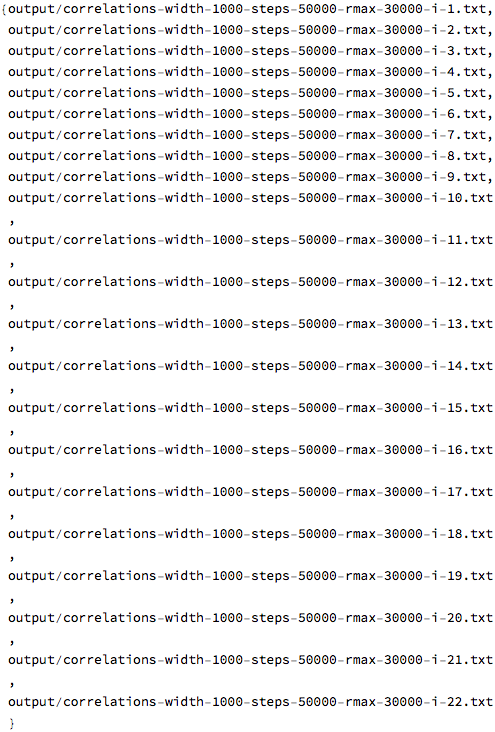 {output/correlations-width-1000-steps-50000-rmax-30000-i-1.txt,
output/correlations-width-1000-steps-50000-rmax-30000-i-2.txt,
output/correlations-width-1000-steps-50000-rmax-30000-i-3.txt,
output/correlations-width-1000-steps-50000-rmax-30000-i-4.txt,
output/correlations-width-1000-steps-50000-rmax-30000-i-5.txt,
output/correlations-width-1000-steps-50000-rmax-30000-i-6.txt,
output/correlations-width-1000-steps-50000-rmax-30000-i-7.txt,
output/correlations-width-1000-steps-50000-rmax-30000-i-8.txt,
output/correlations-width-1000-steps-50000-rmax-30000-i-9.txt,
output/correlations-width-1000-steps-50000-rmax-30000-i-10.txt
,
output/correlations-width-1000-steps-50000-rmax-30000-i-11.txt
,
output/correlations-width-1000-steps-50000-rmax-30000-i-12.txt
,
output/correlations-width-1000-steps-50000-rmax-30000-i-13.txt
,
output/correlations-width-1000-steps-50000-rmax-30000-i-14.txt
,
output/correlations-width-1000-steps-50000-rmax-30000-i-15.txt
,
output/correlations-width-1000-steps-50000-rmax-30000-i-16.txt
,
output/correlations-width-1000-steps-50000-rmax-30000-i-17.txt
,
output/correlations-width-1000-steps-50000-rmax-30000-i-18.txt
,
output/correlations-width-1000-steps-50000-rmax-30000-i-19.txt
,
output/correlations-width-1000-steps-50000-rmax-30000-i-20.txt
,
output/correlations-width-1000-steps-50000-rmax-30000-i-21.txt
,
output/correlations-width-1000-steps-50000-rmax-30000-i-22.txt
}